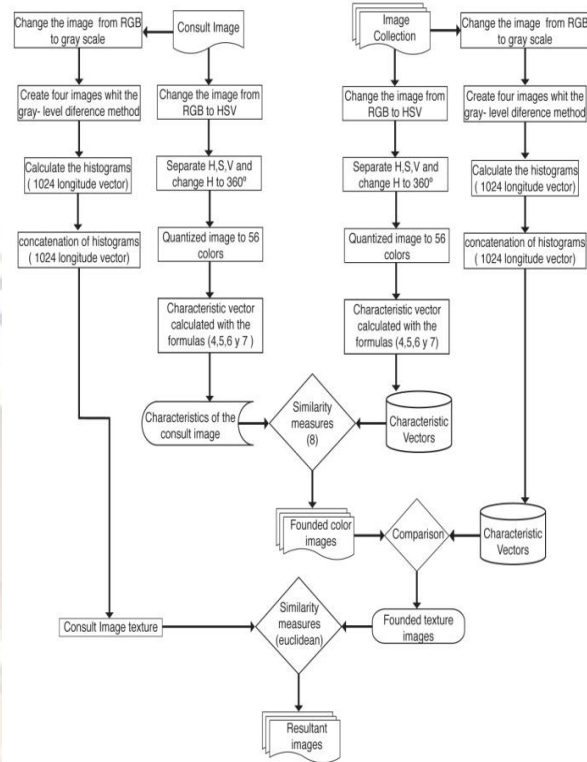 Change the image from RGB
to gray scale
Consult Image
Image
Collection
Change the image from RGB
to gray scale
Create four images whit the
gray- level diference method
Change the image from
RGB to HSV
Change the image from
RGB to HSV
Create four images whit the
gray- level diference method
Calculate the histograms
( 1024 longitude vector)
Separate H,S,V and
change H to 360º
Separate H,S,V and
change H to 360º
Calculate the histograms
( 1024 longitude vector)
concatenation of histograms
( 1024 longitude vector)
Quantized image to 56
colors
Quantized image to 56
colors
concatenation of histograms
( 1024 longitude vector)
Characteristic vector
calculated with the
formulas (4,5,6 y 7 )
Characteristic vector
calculated with the
formulas (4,5,6 y 7)
Characteristics of the
consult image
Similarity
measures
(8)
Characteristic
Vectors
Founded color
images
Comparison
Characteristic
Vectors
Consult Image texture
Similarity
measures
(euclidean)
Founded texture
images
Resultant
images